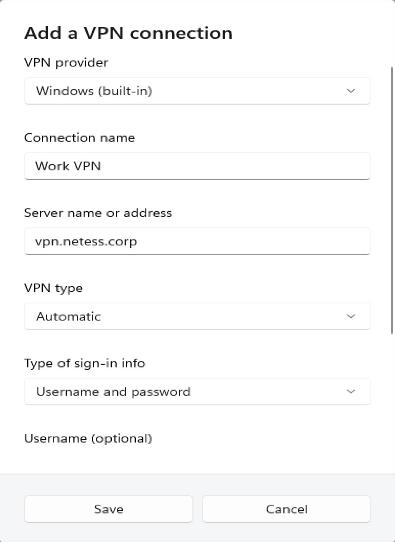 Add a VPN connection
VPN provider
Windows (built-in)
Connection name
Work VPN
Server name or address
vpn.netess.corp
VPN type
Automatic
Type of sign-in info
Username and password
Username (optional)
Save
Cancel